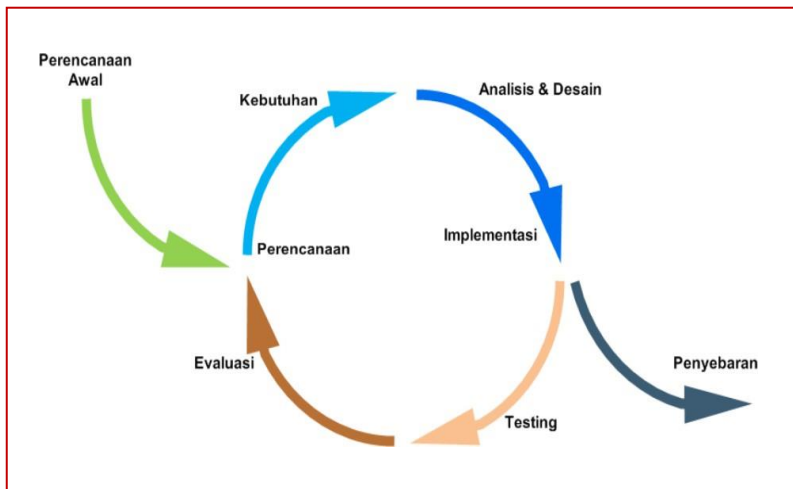 Perencanaan
Awal
Kebutuhan
Analisis & Desain
Implementasi
Perencanaan
Evaluasi
Penyebaran
Testing